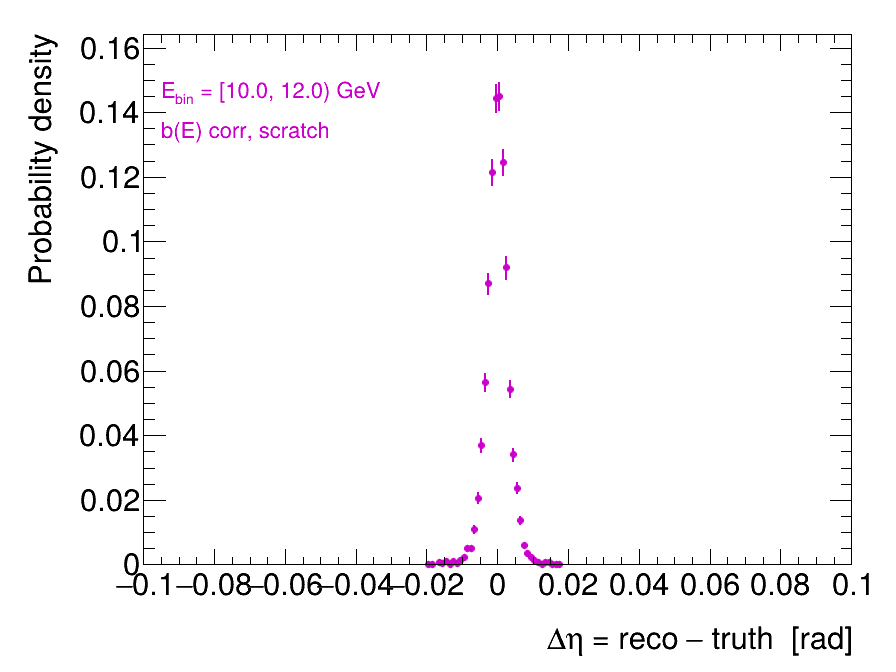 Probability density
0.16
0.14
0.12
0.1
0.08
0.06
0.04
0.02
0
E_bin = [10.0, 12.0) GeV
b(E) corr, scratch
−0.1 −0.08 −0.06 −0.04 −0.02 0 0.02 0.04 0.06 0.08 0.1
Δη = reco − truth [rad]